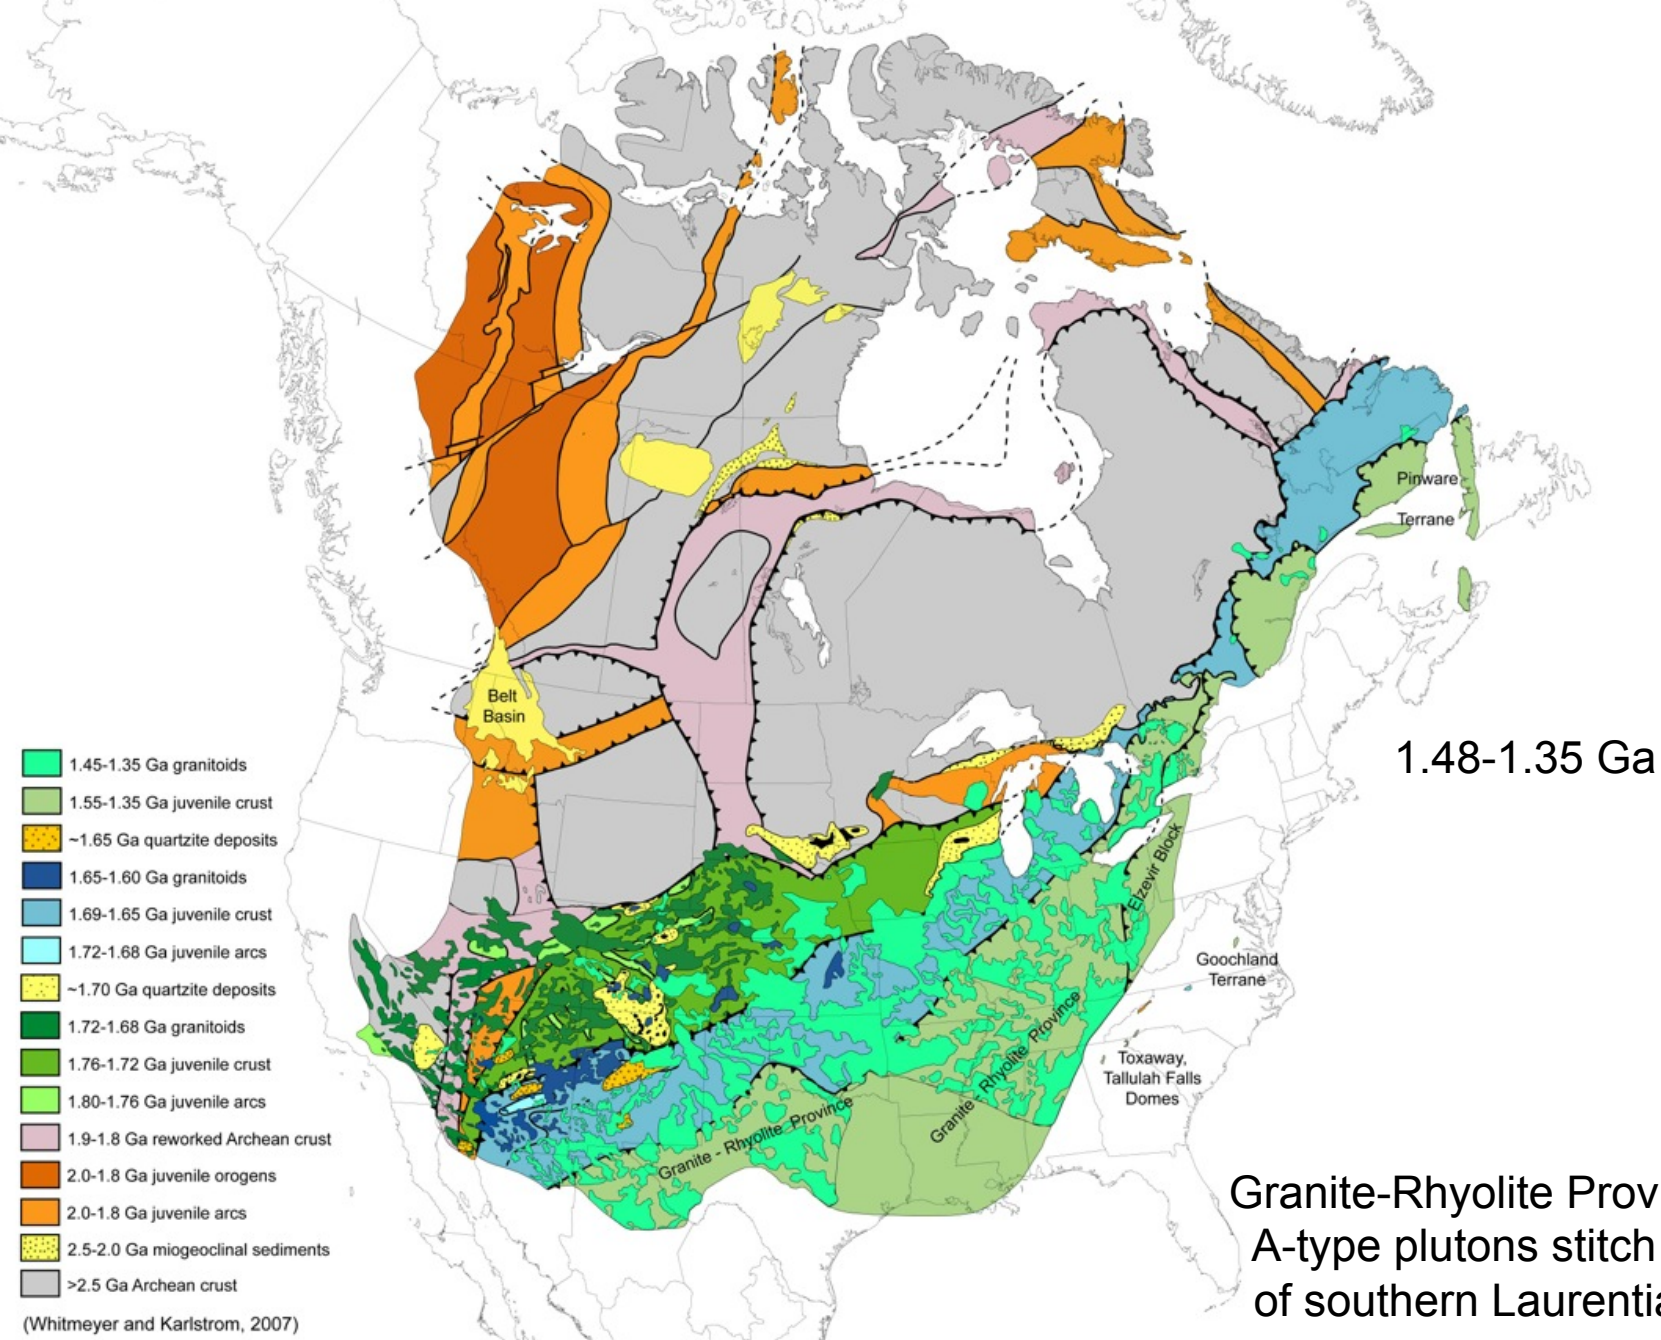 Pinware
Terrane
Belt
Basin
1.48-1.35 Ga
1.45-1.35 Ga granitoids
1.55-1.35 Ga juvenile crust
~1.65 Ga quartzite deposits
1.65-1.60 Ga granitoids
1.69-1.65 Ga juvenile crust
1.72-1.68 Ga juvenile arcs
~1.70 Ga quartzite deposits
1.72-1.68 Ga granitoids
1.76-1.72 Ga juvenile crust
1.80-1.76 Ga juvenile arcs
1.9-1.8 Ga reworked Archean crust
2.0-1.8 Ga juvenile orogens
2.0-1.8 Ga juvenile arcs
2.5-2.0 Ga miogeoclinal sediments
>2.5 Ga Archean crust
(Whitmeyer and Karlstrom, 2007)
Elzevir Block
Goochland
Terrane
Granite - Rhyolite Province
Toxaway,
Tallulah Falls
Domes
Granite - Rhyolite Province
Granite-Rhyolite Prov
A-type plutons stitch
of southern Laurentia